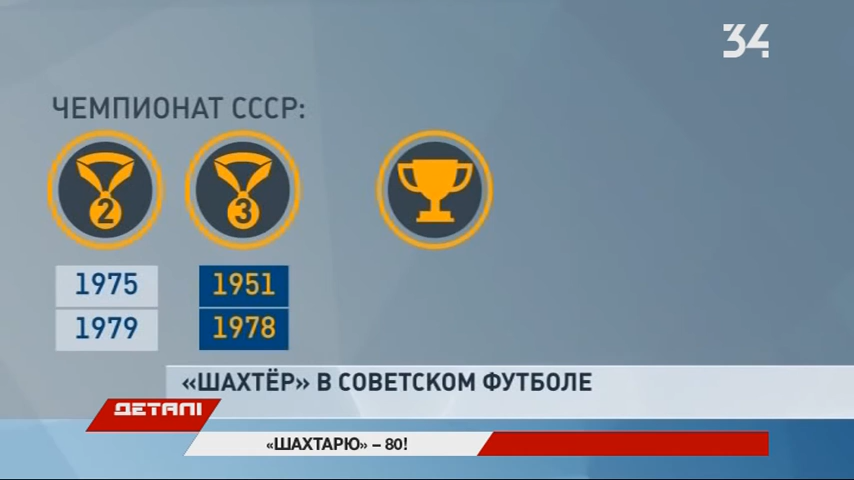 34
ЧЕМПИОНАТ СССР:
2 3
1975 1951
1979 1978
«ШАХТЁР» В СОВЕТСКОМ ФУТБОЛЕ
ДЕТАЛІ
«ШАХТАРЮ» – 80!